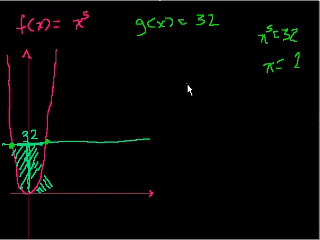 f(x) = x⁵
g(x) = 32
x⁵ = 32
x = 2
32